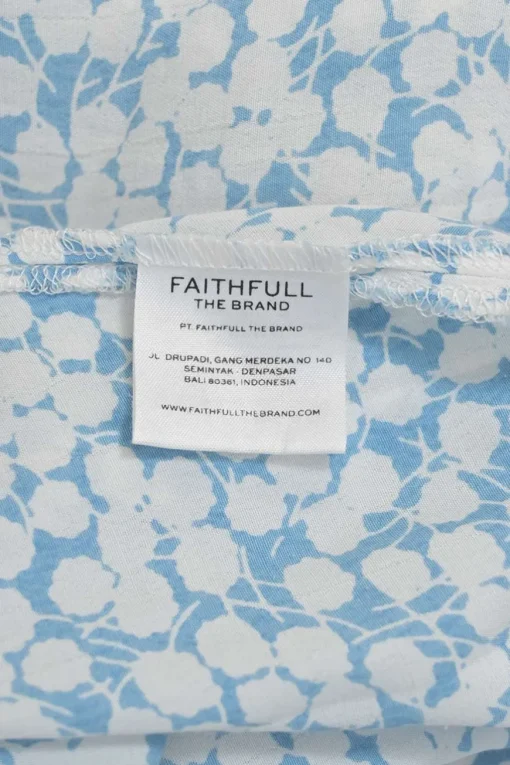 FAITHFULL
THE BRAND
PT. FAITHFULL THE BRAND
JL DRUPADI, GANG MERDEKA NO 14D
SEMINYAK - DENPASAR
BALI 80361, INDONESIA
WWW.FAITHFULLTHEBRAND.COM